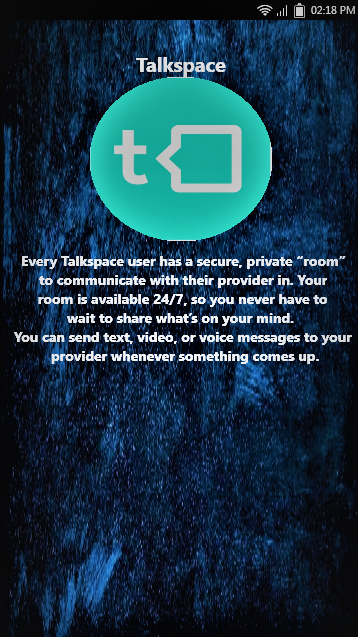 02:18 PM
Talkspace
t
Every Talkspace user has a secure, private “room”
to communicate with their provider in. Your
room is available 24/7, so you never have to
wait to share what’s on your mind.
You can send text, video, or voice messages to your
provider whenever something comes up.